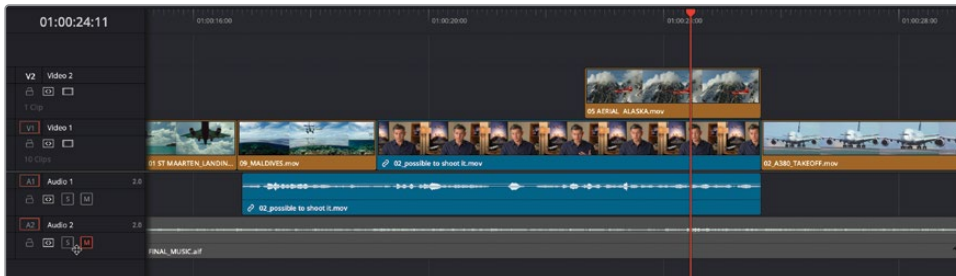 01:00:24:11
01:00:16:00
01:00:20:00
01:00:28:00
V2 Video 2
1 Clip
05 AERIAL_ALASKA.mov
V1 Video 1
10 Clips
01 ST MAARTEN_LANDIN...
09_MALDIVES.mov
02_possible to shoot it.mov
02_A380_TAKEOFF.mov
A1 Audio 1 2.0
S M
02_possible to shoot it.mov
A2 Audio 2 2.0
S M
FINAL_MUSIC.aif